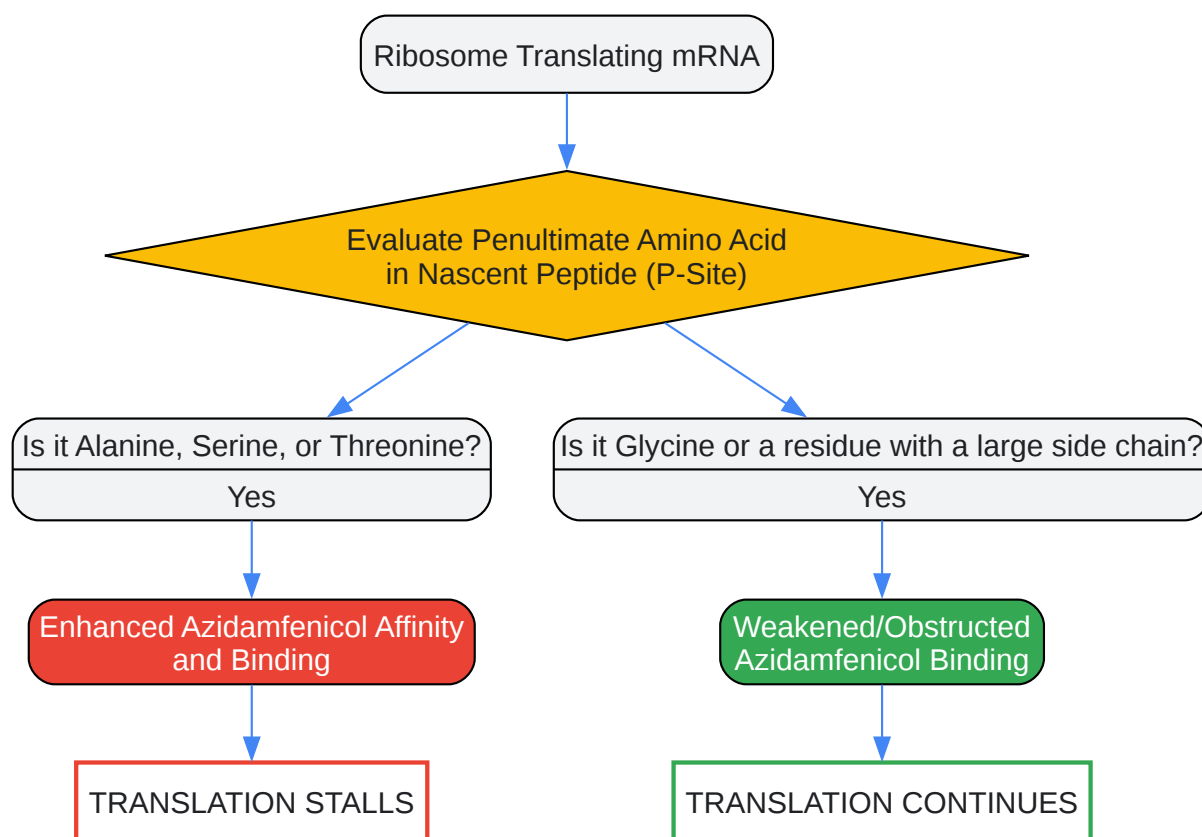 Ribosome Translating mRNA
Evaluate Penultimate Amino Acid
in Nascent Peptide (P-Site)
Is it Alanine, Serine, or Threonine?
Yes
Is it Glycine or a residue with a large side chain?
Yes
Enhanced Azidamfenicol Affinity
and Binding
Weakened/Obstructed
Azidamfenicol Binding
TRANSLATION STALLS
TRANSLATION CONTINUES